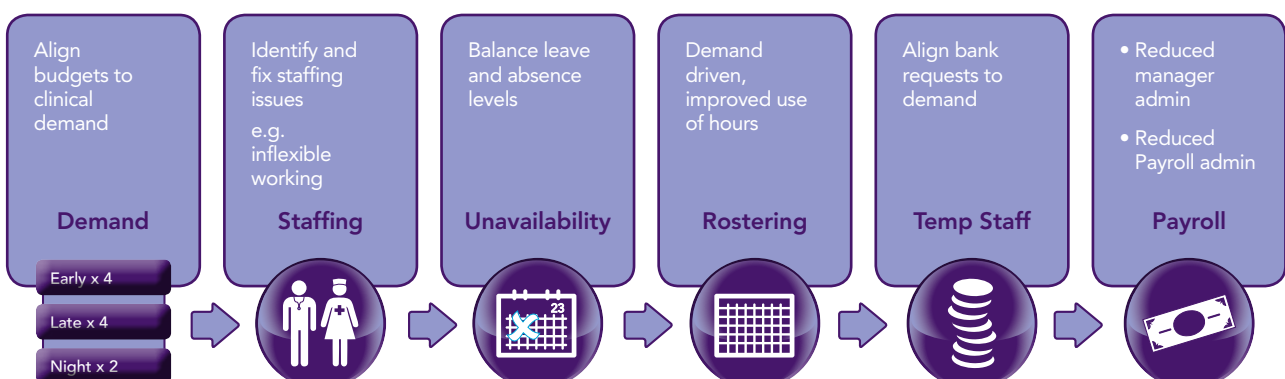 Align
budgets to
clinical
demand
Demand
Early x 4
Late x 4
Night x 2
Identify and
fix staffing
issues
e.g.
inflexible
working
Staffing
Balance leave
and absence
levels
Unavailability
23
Demand
driven,
improved use
of hours
Rostering
Align bank
requests to
demand
Temp Staff
• Reduced
manager
admin
• Reduced
Payroll admin
Payroll